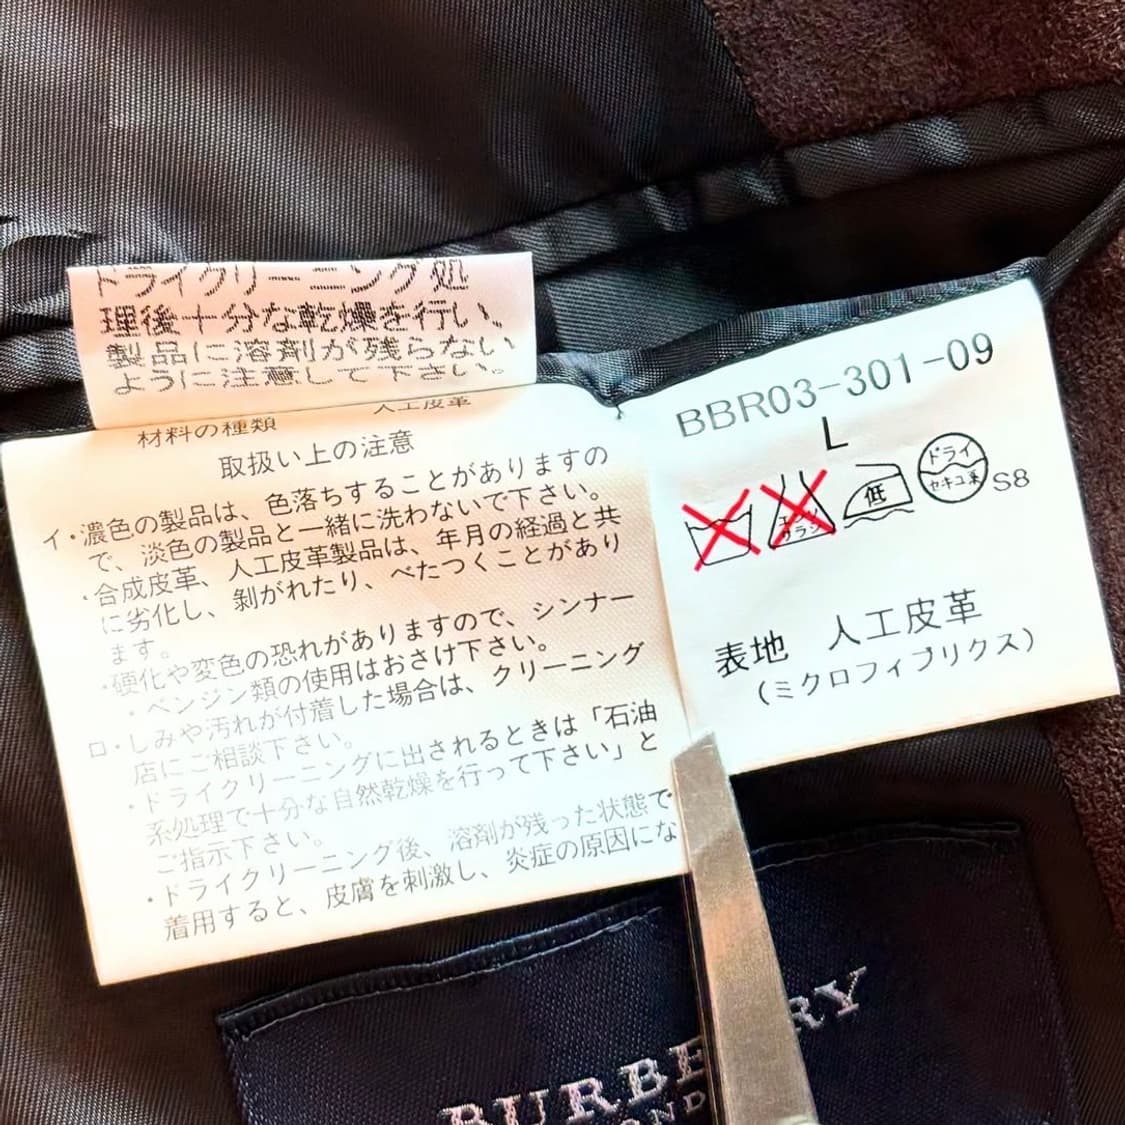 ドライクリーニング処
理後十分な乾燥を行い、
製品に溶剤が残らない
ように注意して下さい。
人工皮革
材料の種類
取扱い上の注意
イ・濃色の製品は、色落ちすることがありますの
で、淡色の製品と一緒に洗わないで下さい。
・合成皮革、人工皮革製品は、年月の経過と共
に劣化し、剥がれたり、べたつくことがあり
ます。
・硬化や変色の恐れがありますので、シンナー
・ベンジン類の使用はおさけ下さい。
ロ・しみや汚れが付着した場合は、クリーニング
店にご相談下さい。
・ドライクリーニングに出されるときは「石油
系処理で十分な自然乾燥を行って下さい」と
ご指示下さい。
・ドライクリーニング後、溶剤が残った状態で
着用すると、皮膚を刺激し、炎症の原因にな
BBR03-301-09
L
エンソ
サラシ
低
ドライ
セキユ系
S8
表地 人工皮革
(ミクロフィブリクス)
BURBERRY